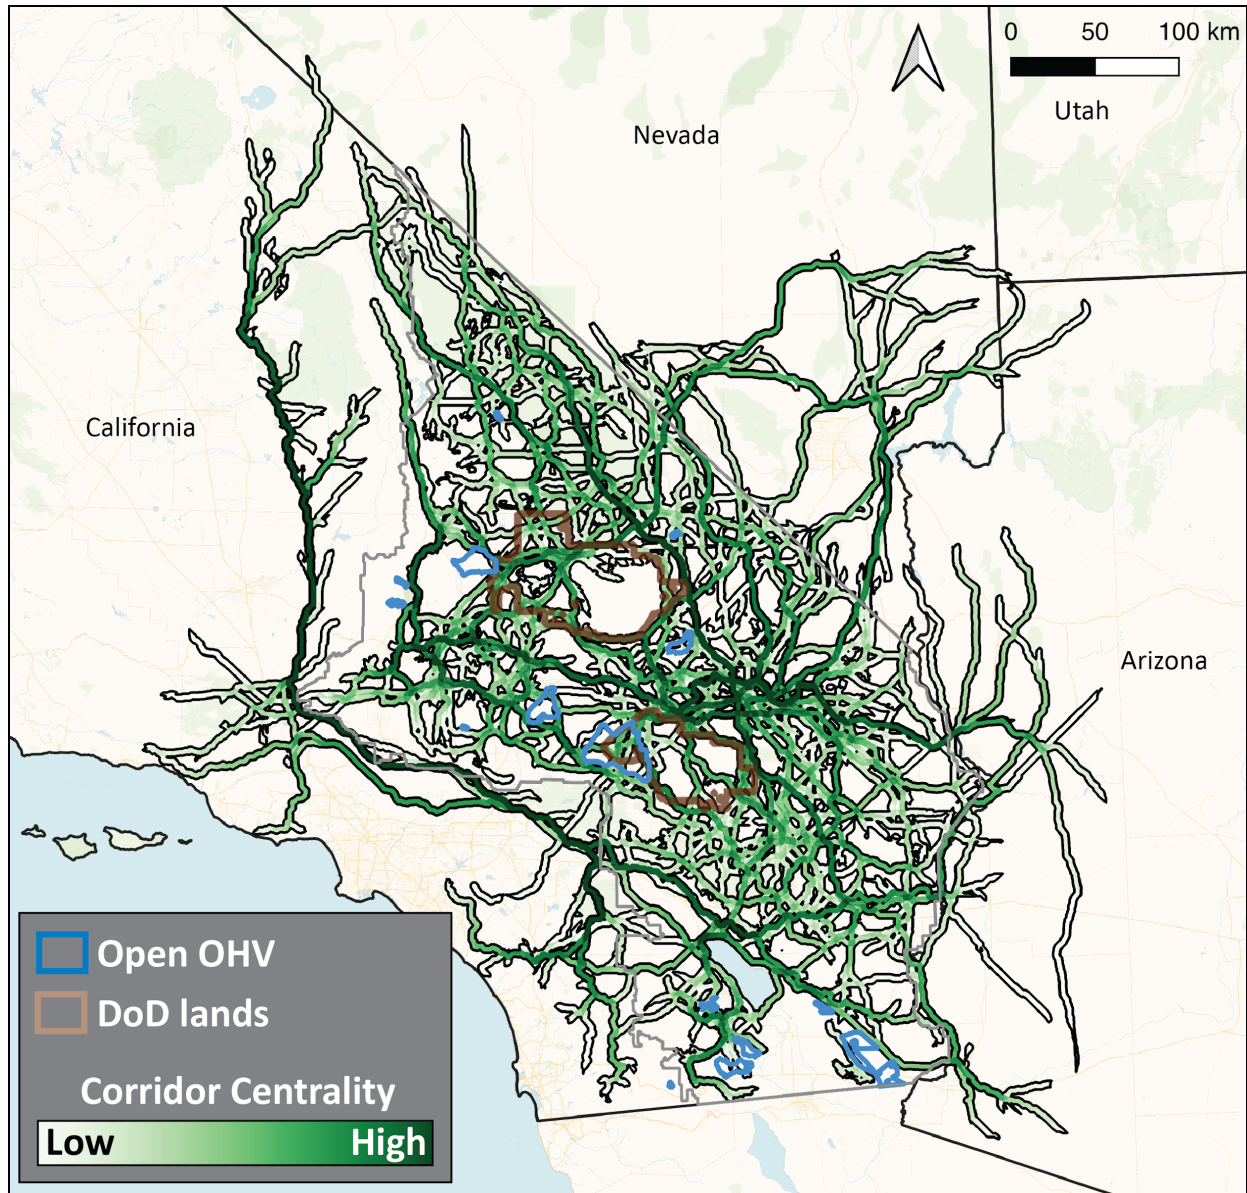 0 50 100 km
Utah
Nevada
California
Arizona
Open OHV
DoD lands
Corridor Centrality
Low High